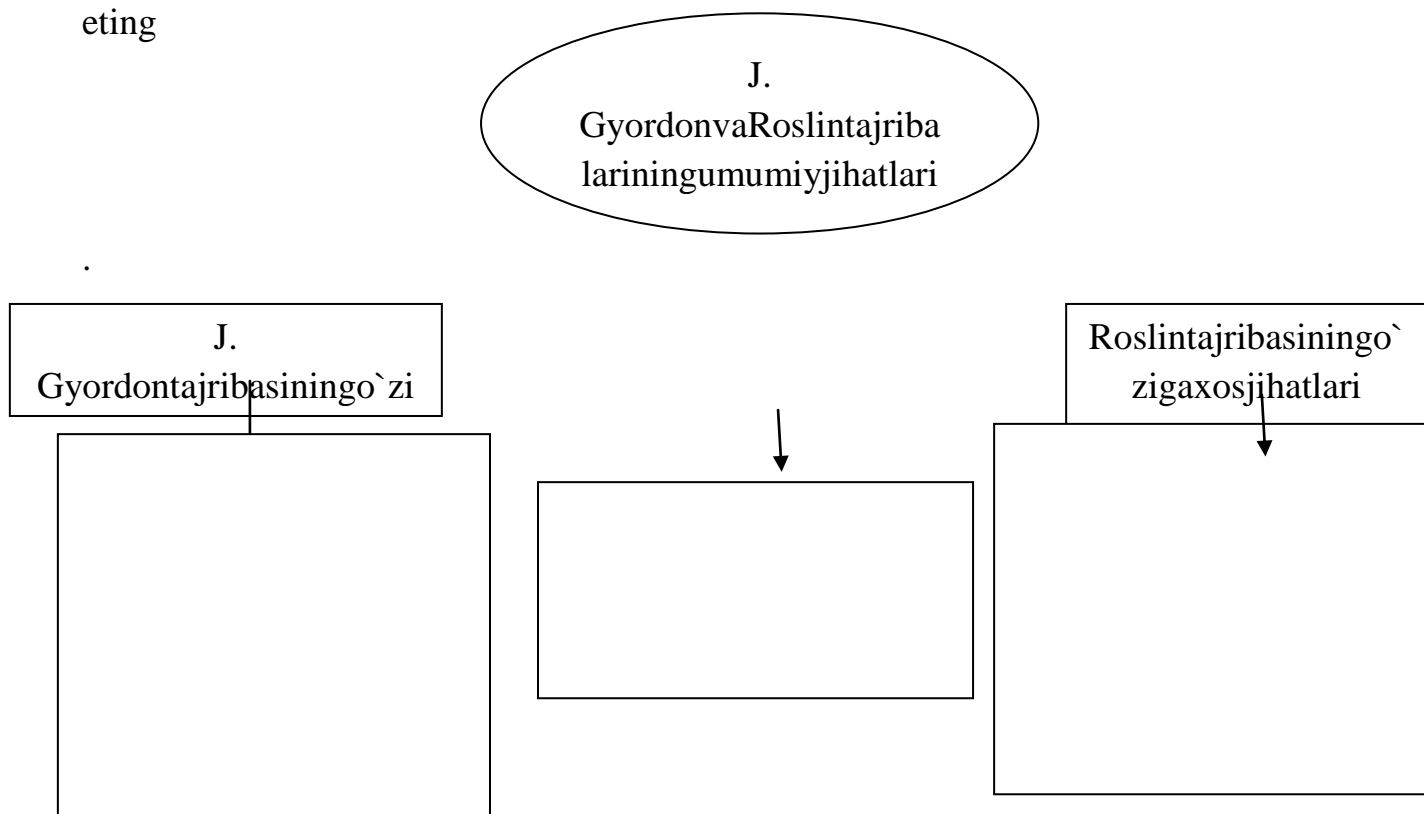 eting
J.
GyordonvaRoslintajriba
lariningumumiyjihatlari
.
J.
Gyordontajribasiningo`zi
Roslintajribasiningo`
zigaxosjihatlari